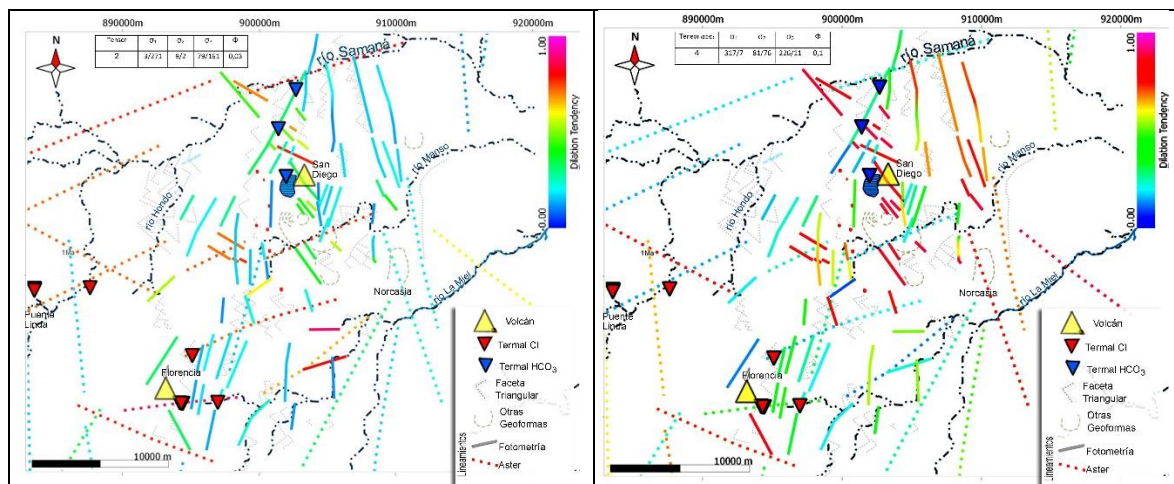 890000m 900000m 910000m 920000m
N
Tensor σ₁ σ₂ σ₃ Φ
2 3/271 9/2 79/161 0,03
río Samaná
1.00
Dilation Tendency
-0.00
San
Diego
río Manso
río Hondo
1Ma
río La Miel
Norcasia
Puente
Linda
Florencia
Volcán
Termal Cl
Termal HCO₃
Faceta
Triangular
Otras
Geoformas
Lineamientos
Fotometría
Aster
10000 m
890000m 900000m 910000m 920000m
N
σ₁ σ₂ Φ
4 317/7 81/76 226/11 0,1
río Samaná
1.00
Dilation Tendency
-0.00
San
Diego
río Manso
río Hondo
1Ma
río La Miel
Norcasia
Puente
Linda
Florencia
Volcán
Termal Cl
Termal HCO₃
Faceta
Triangular
Otras
Geoformas
Lineamientos
Fotometría
Aster
10000 m